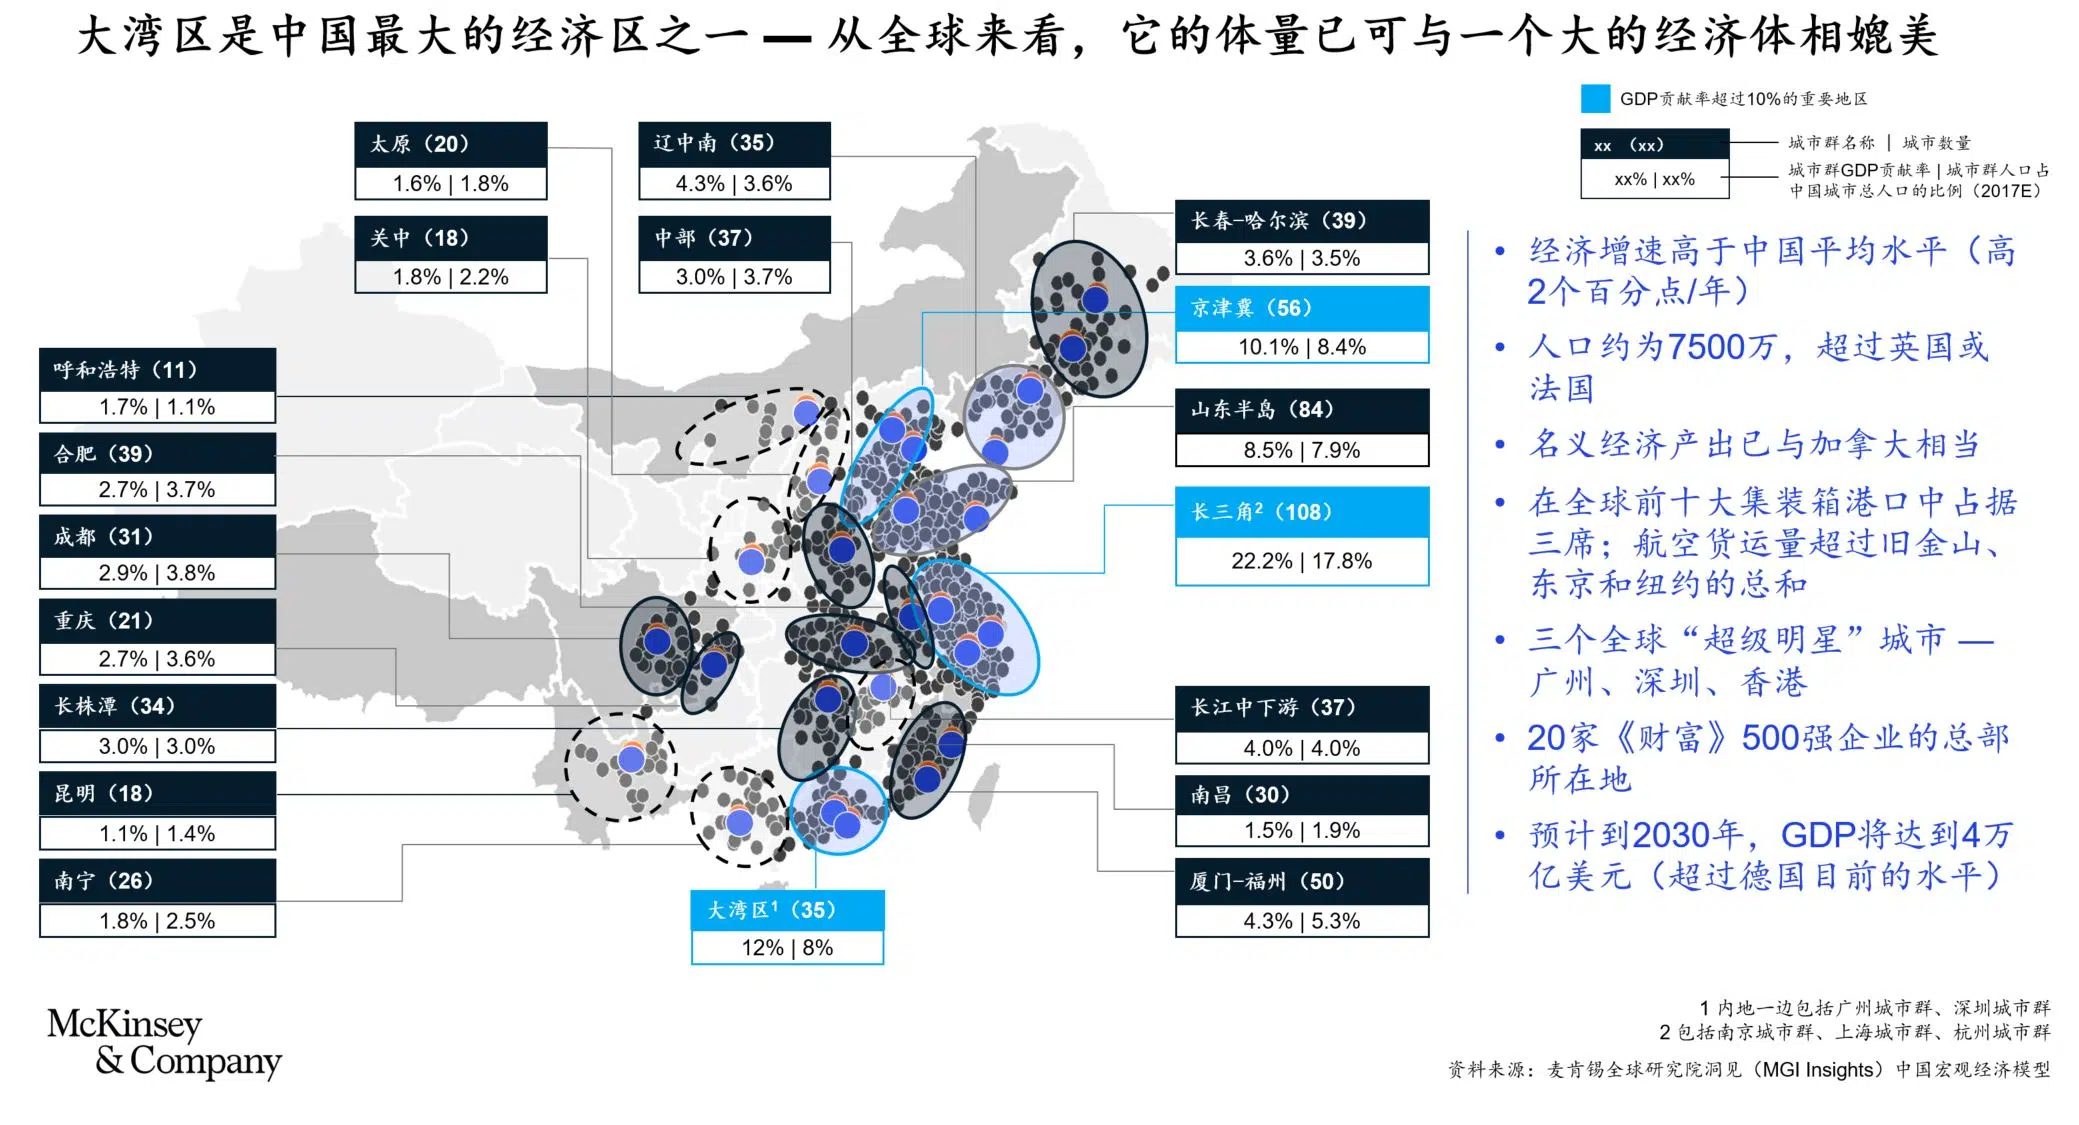 大湾区是中国最大的经济区之一 — 从全球来看，它的体量已可与一个大的经济体相媲美
GDP贡献率超过10%的重要地区
xx （xx）
城市群名称 | 城市数量
xx% | xx%
城市群GDP贡献率 | 城市群人口占
中国城市总人口的比例（2017E）
太原（20）
1.6% | 1.8%
关中（18）
1.8% | 2.2%
辽中南（35）
4.3% | 3.6%
中部（37）
3.0% | 3.7%
呼和浩特（11）
1.7% | 1.1%
合肥（39）
2.7% | 3.7%
成都（31）
2.9% | 3.8%
重庆（21）
2.7% | 3.6%
长株潭（34）
3.0% | 3.0%
昆明（18）
1.1% | 1.4%
南宁（26）
1.8% | 2.5%
大湾区¹（35）
12% | 8%
长春-哈尔滨（39）
3.6% | 3.5%
京津冀（56）
10.1% | 8.4%
山东半岛（84）
8.5% | 7.9%
长三角²（108）
22.2% | 17.8%
长江中下游（37）
4.0% | 4.0%
南昌（30）
1.5% | 1.9%
厦门-福州（50）
4.3% | 5.3%
• 经济增速高于中国平均水平（高
2个百分点/年）
• 人口约为7500万，超过英国或
法国
• 名义经济产出已与加拿大相当
• 在全球前十大集装箱港口中占据
三席；航空货运量超过旧金山、
东京和纽约的总和
• 三个全球“超级明星”城市 —
广州、深圳、香港
• 20家《财富》500强企业的总部
所在地
• 预计到2030年，GDP将达到4万
亿美元（超过德国目前的水平）
McKinsey
& Company
1 内地一边包括广州城市群、深圳城市群
2 包括南京城市群、上海城市群、杭州城市群
资料来源：麦肯锡全球研究院洞见（MGI Insights）中国宏观经济模型